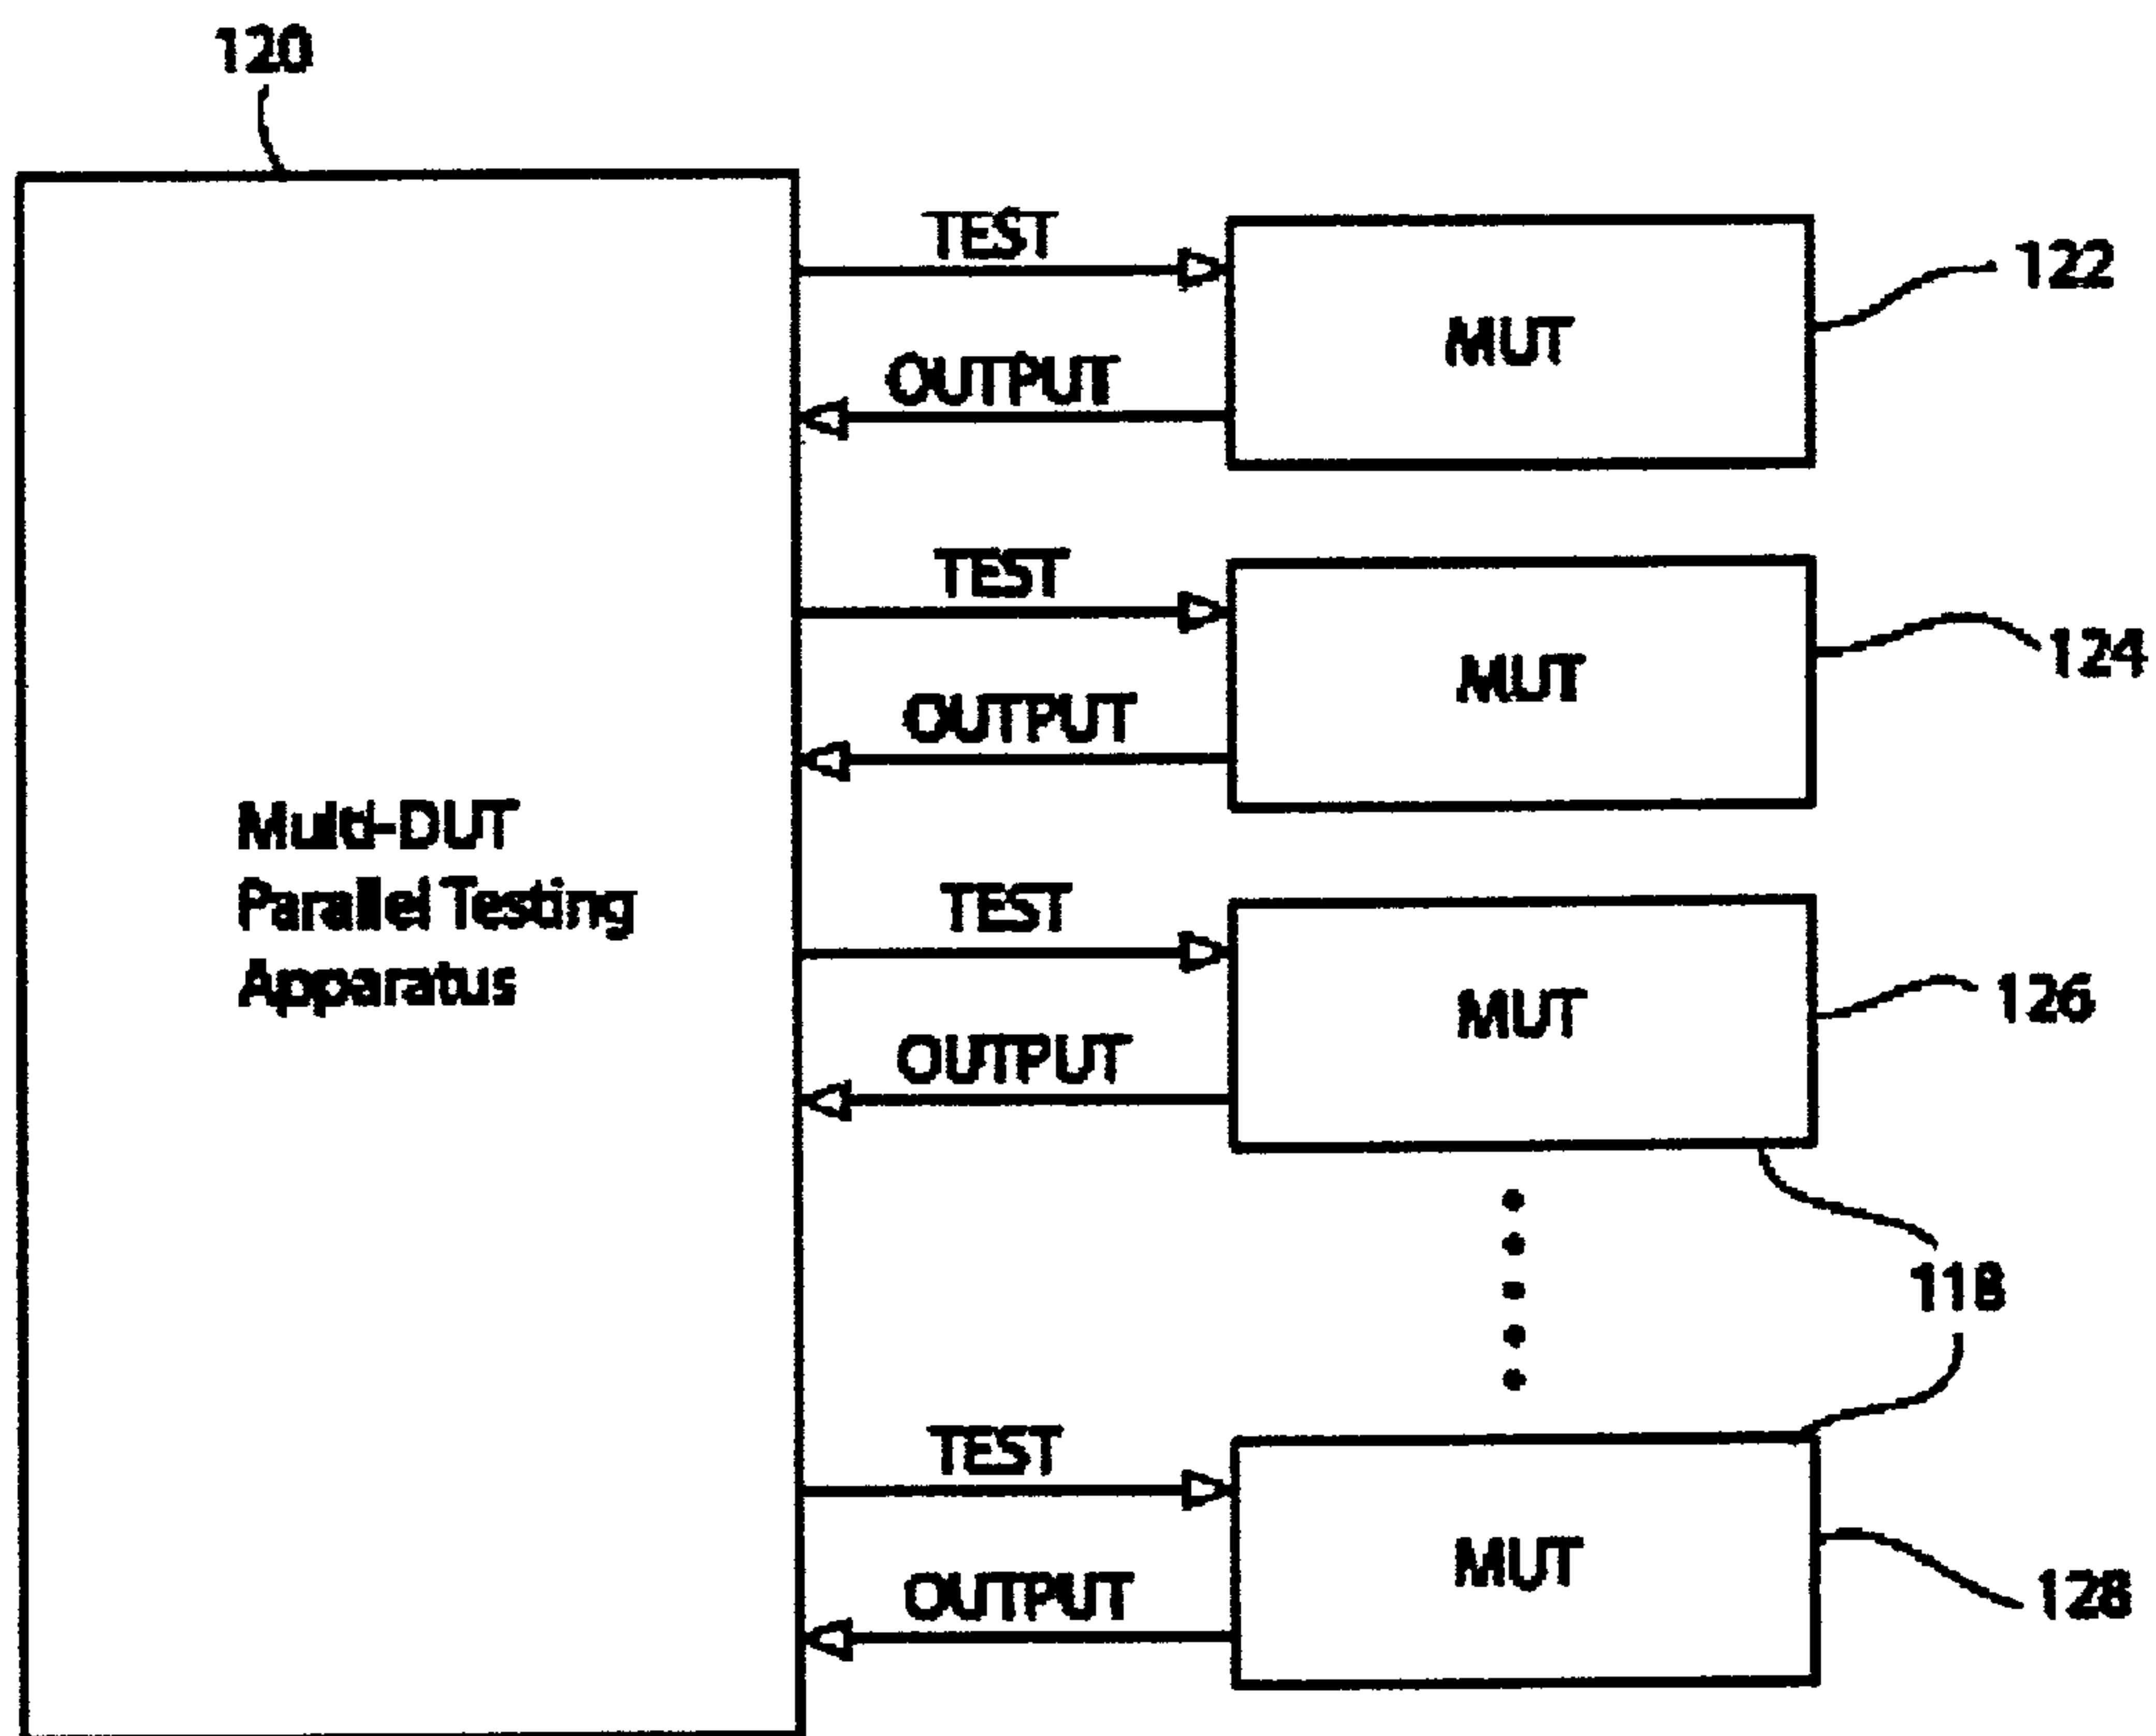 120
TEST
122
MUT
OUTPUT
TEST
124
MUT
OUTPUT
Multi-DUT
Parallel Testing
Apparatus
TEST
126
MUT
OUTPUT
118
TEST
MUT
128
OUTPUT